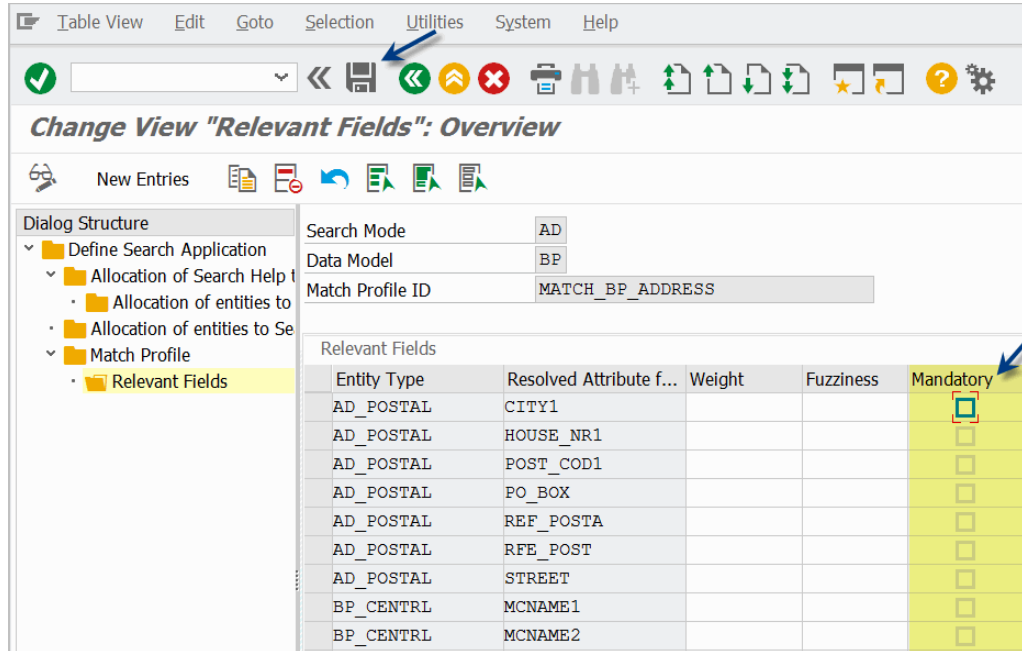 Table View Edit Goto Selection Utilities System Help
Change View "Relevant Fields": Overview
New Entries
Dialog Structure
Define Search Application
Allocation of Search Help t
Allocation of entities to
Allocation of entities to Se
Match Profile
Relevant Fields
Search Mode AD
Data Model BP
Match Profile ID MATCH_BP_ADDRESS
Relevant Fields
Entity Type Resolved Attribute f... Weight Fuzziness Mandatory
AD_POSTAL CITY1
AD_POSTAL HOUSE_NR1
AD_POSTAL POST_COD1
AD_POSTAL PO_BOX
AD_POSTAL REF_POSTA
AD_POSTAL RFE_POST
AD_POSTAL STREET
BP_CENTRL MCNAME1
BP_CENTRL MCNAME2